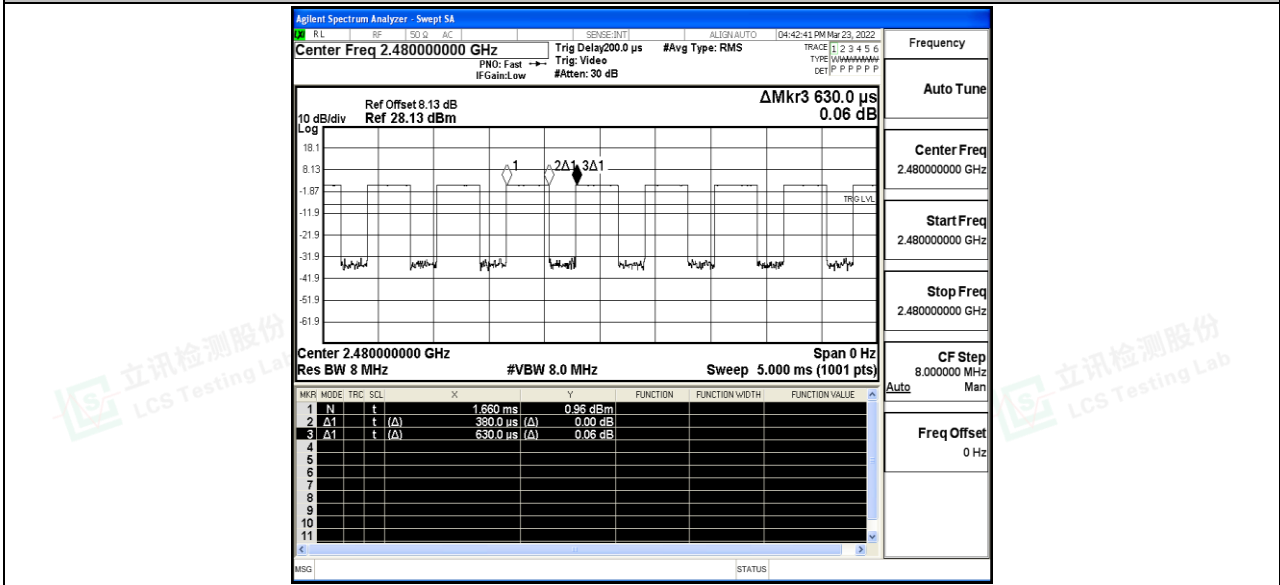 Agilent Spectrum Analyzer - Swept SA
RL RF 50 Ω AC SENSE:INT ALIGN AUTO 04:42:41 PM Mar 23, 2022
Center Freq 2.480000000 GHz
PNO: Fast
IFGain:Low
Trig Delay200.0 µs
Trig: Video
#Atten: 30 dB
#Avg Type: RMS
TRACE 1 2 3 4 5 6
TYPE
DET P P P P P P
ΔMkr3 630.0 µs
0.06 dB
Ref Offset 8.13 dB
10 dB/div Ref 28.13 dBm
Log
18.1
8.13
-1.87
-11.9
-21.9
-31.9
-41.9
-51.9
-61.9
1 2Δ1 3Δ1
TRIG LVL
Center 2.480000000 GHz Span 0 Hz
Res BW 8 MHz #VBW 8.0 MHz Sweep 5.000 ms (1001 pts)
MKR MODE TRC SCL X Y FUNCTION FUNCTION WIDTH FUNCTION VALUE
1 N t 1.660 ms 0.96 dBm
2 Δ1 t (Δ) 380.0 µs (Δ) 0.00 dB
3 Δ1 t (Δ) 630.0 µs (Δ) 0.06 dB
4
5
6
7
8
9
10
11
MSG STATUS
Frequency
Auto Tune
Center Freq
2.480000000 GHz
Start Freq
2.480000000 GHz
Stop Freq
2.480000000 GHz
CF Step
8.000000 MHz
Auto Man
Freq Offset
0 Hz
立讯检测股份
LCS Testing Lab
立讯检测股份
LCS Testing Lab